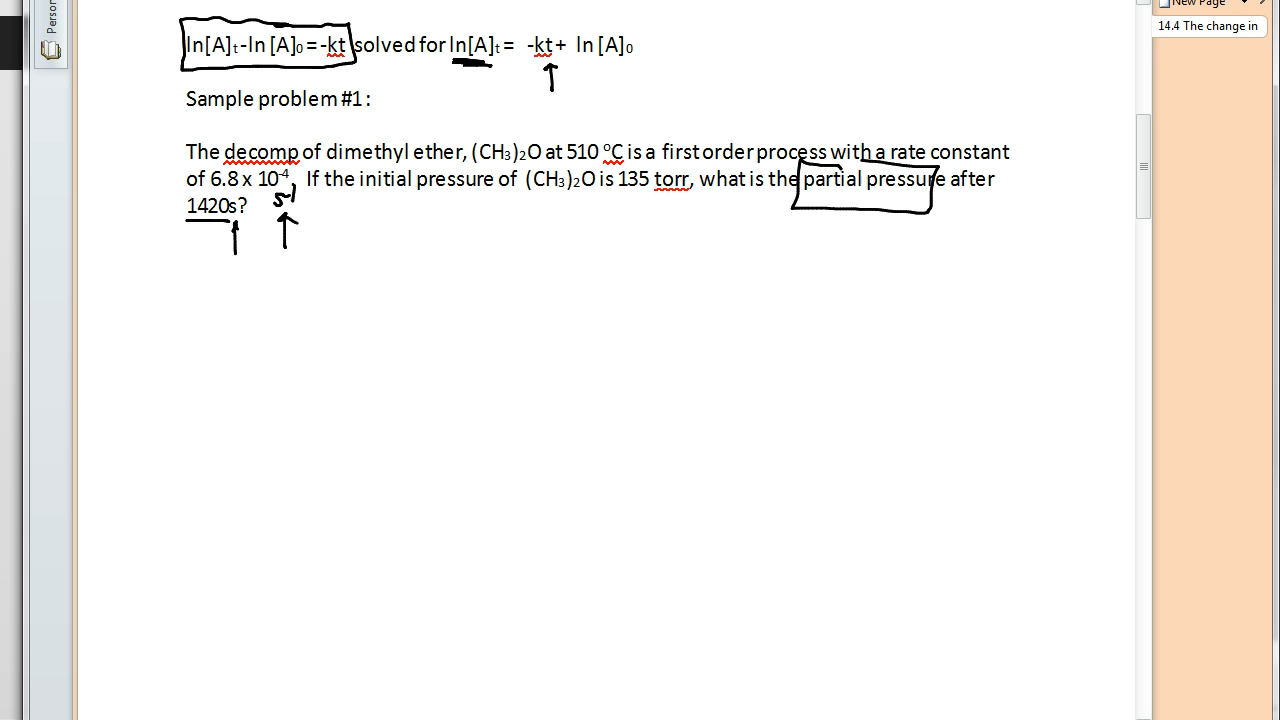 New Page
14.4 The change in
Person
ln[A]ₜ-ln [A]₀ = -kt solved for ln[A]ₜ = -kt + ln [A]₀
Sample problem #1:
The decomp of dimethyl ether, (CH₃)₂O at 510 ºC is a first order process with a rate constant
of 6.8 x 10⁻⁴ If the initial pressure of (CH₃)₂O is 135 torr, what is the partial pressure after
s-1
1420s?